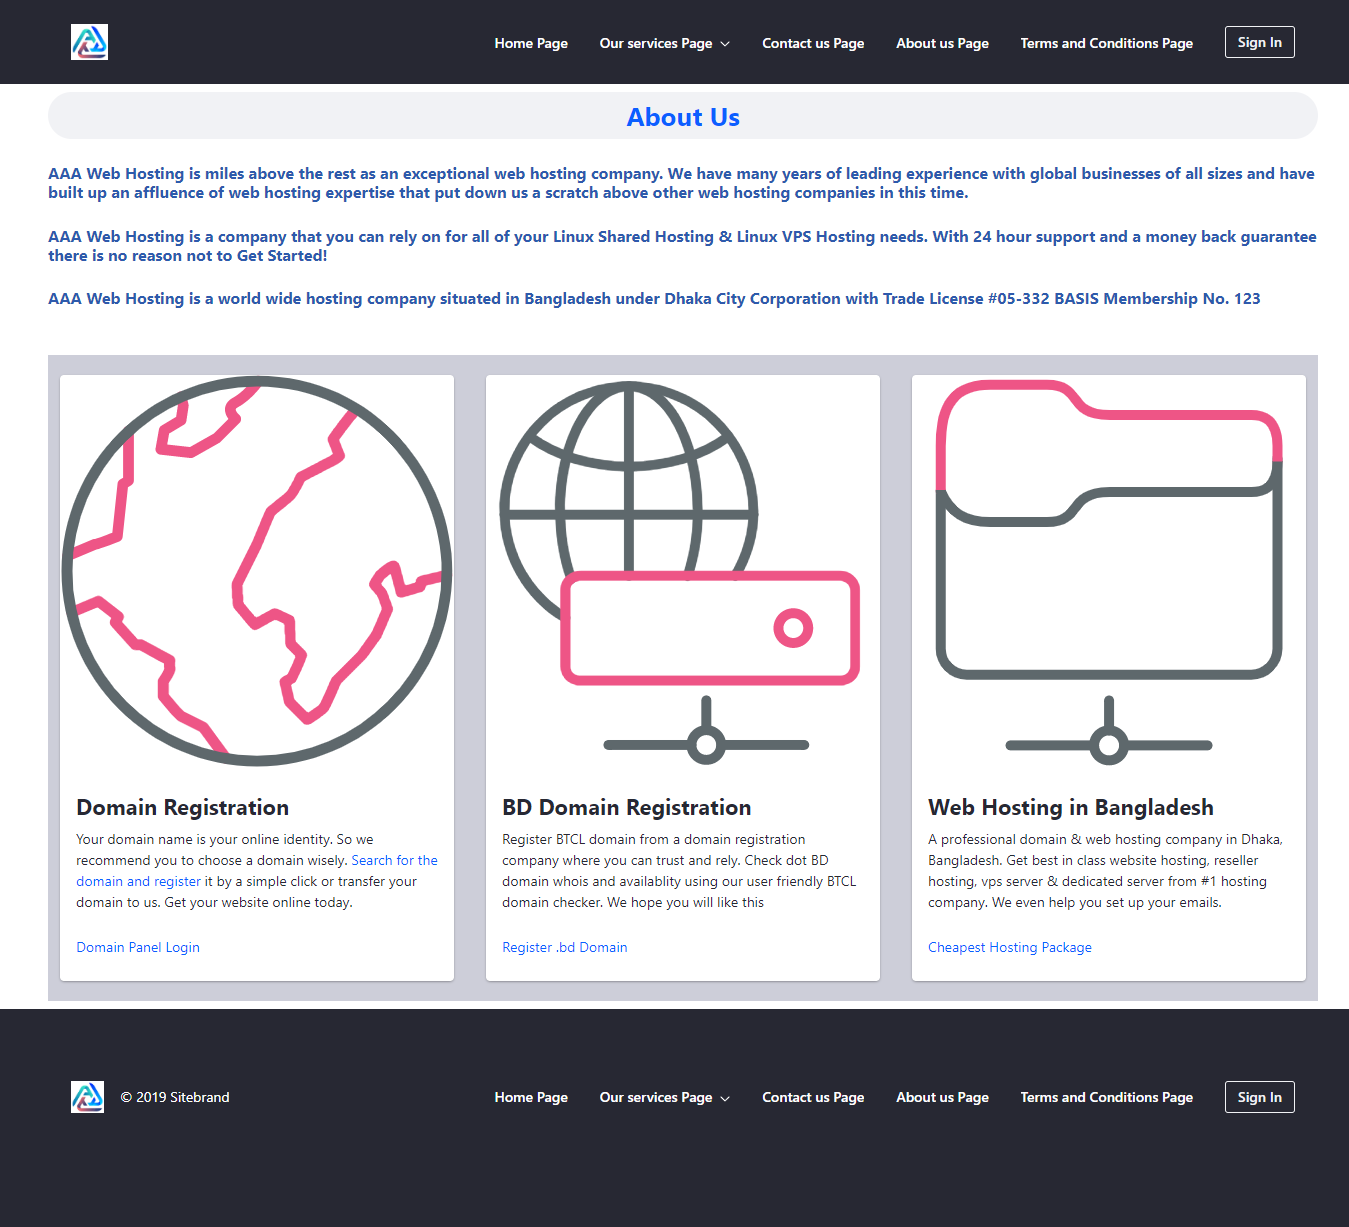 Home Page
Our services Page
Contact us Page
About us Page
Terms and Conditions Page
Sign In
About Us
AAA Web Hosting is miles above the rest as an exceptional web hosting company. We have many years of leading experience with global businesses of all sizes and have
built up an affluence of web hosting expertise that put down us a scratch above other web hosting companies in this time.
AAA Web Hosting is a company that you can rely on for all of your Linux Shared Hosting & Linux VPS Hosting needs. With 24 hour support and a money back guarantee
there is no reason not to Get Started!
AAA Web Hosting is a world wide hosting company situated in Bangladesh under Dhaka City Corporation with Trade License #05-332 BASIS Membership No. 123
Domain Registration
Your domain name is your online identity. So we
recommend you to choose a domain wisely. Search for the
domain and register it by a simple click or transfer your
domain to us. Get your website online today.
Domain Panel Login
BD Domain Registration
Register BTCL domain from a domain registration
company where you can trust and rely. Check dot BD
domain whois and availablity using our user friendly BTCL
domain checker. We hope you will like this
Register .bd Domain
Web Hosting in Bangladesh
A professional domain & web hosting company in Dhaka,
Bangladesh. Get best in class website hosting, reseller
hosting, vps server & dedicated server from #1 hosting
company. We even help you set up your emails.
Cheapest Hosting Package
© 2019 Sitebrand
Home Page
Our services Page
Contact us Page
About us Page
Terms and Conditions Page
Sign In